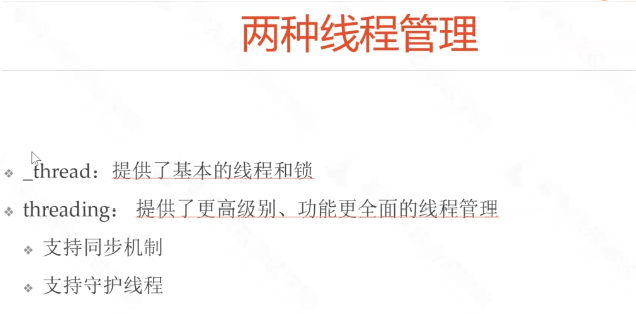 两种线程管理
_thread：提供了基本的线程和锁
threading： 提供了更高级别、功能更全面的线程管理
支持同步机制
支持守护线程